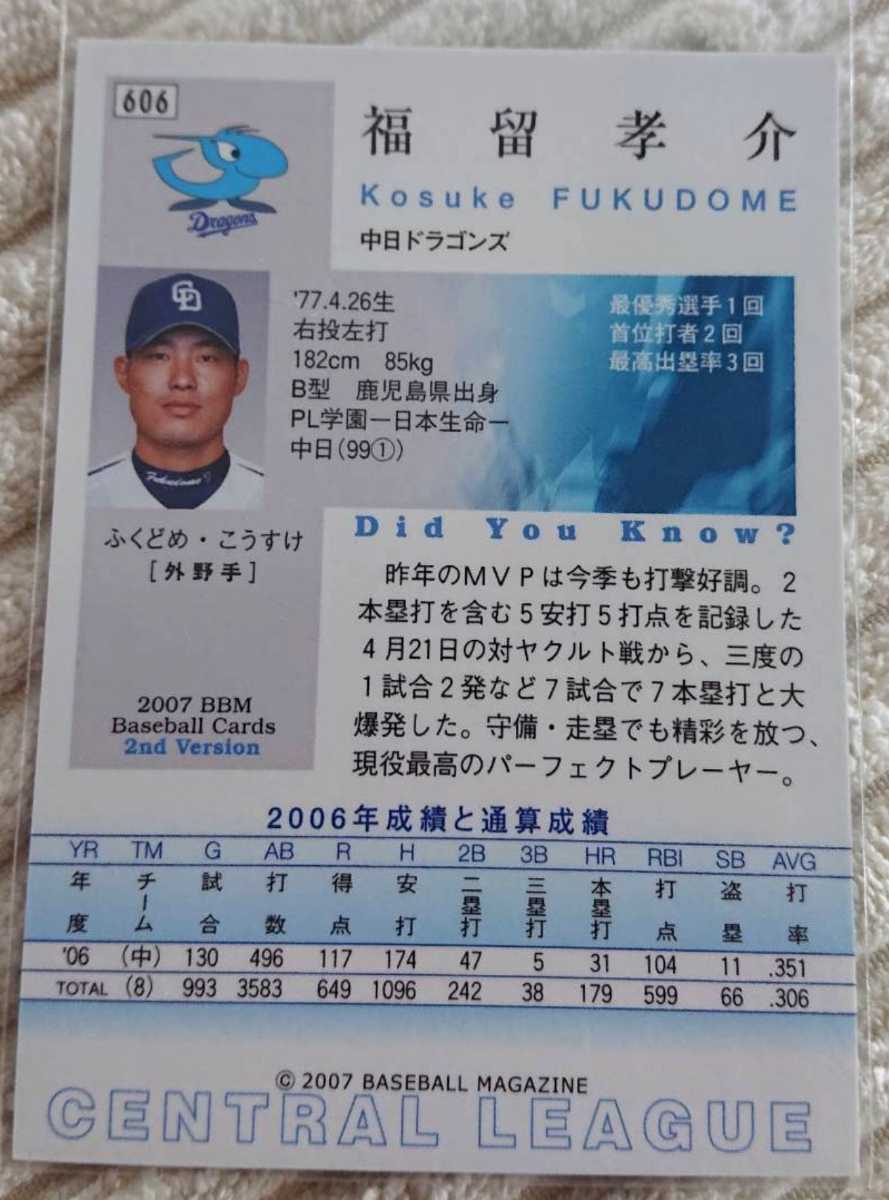 606
Dragons
福留孝介
Kosuke FUKUDOME
中日ドラゴンズ
CD
Fukudome 9
'77.4.26生
右投左打
182cm 85kg
B型 鹿児島県出身
PL学園ー日本生命ー
中日(99①)
最優秀選手1回
首位打者2回
最高出塁率3回
ふくどめ・こうすけ
[外野手]
2007 BBM
Baseball Cards
2nd Version
Did You Know?
昨年のMVPは今季も打撃好調。2
本塁打を含む5安打5打点を記録した
4月21日の対ヤクルト戦から、三度の
1試合2発など7試合で7本塁打と大
爆発した。守備・走塁でも精彩を放つ、
現役最高のパーフェクトプレーヤー。
2006年成績と通算成績
YR TM G AB R H 2B 3B HR RBI SB AVG
年度 チーム 試合 打数 得点 安打 二塁打 三塁打 本塁打 打点 盗塁 打率
'06 (中) 130 496 117 174 47 5 31 104 11 .351
TOTAL (8) 993 3583 649 1096 242 38 179 599 66 .306
© 2007 BASEBALL MAGAZINE
CENTRAL LEAGUE